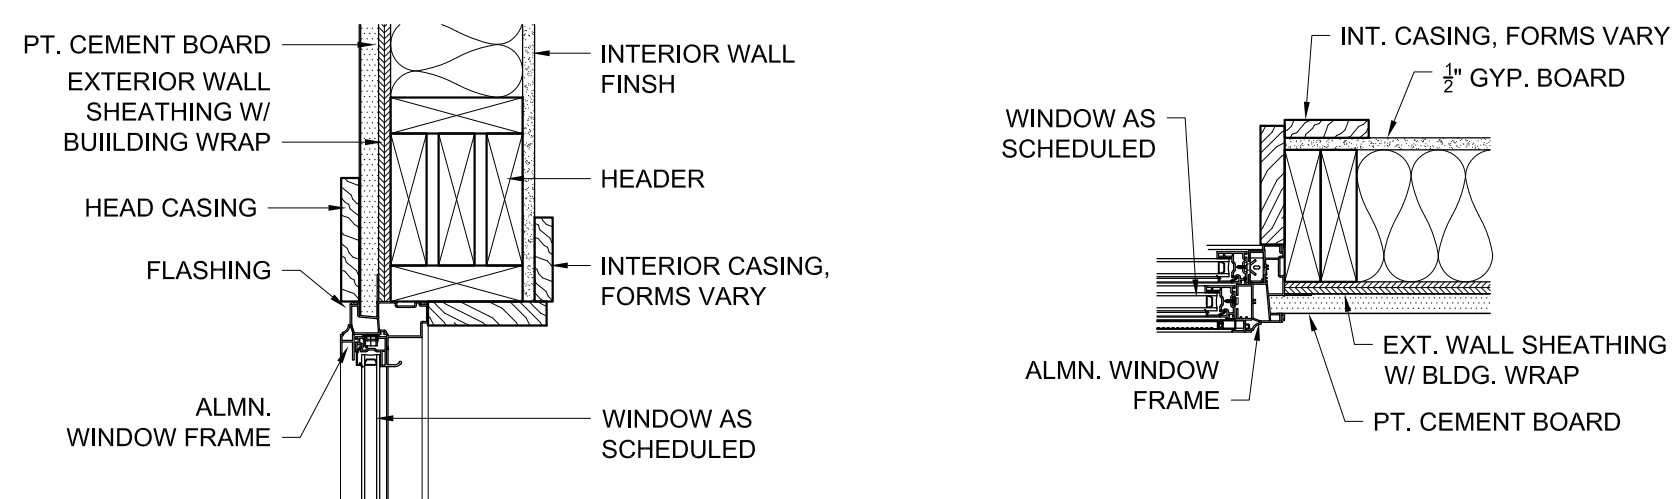 PT. CEMENT BOARD
EXTERIOR WALL
SHEATHING W/
BUIILDING WRAP
HEAD CASING
FLASHING
ALMN.
WINDOW FRAME
INTERIOR WALL
FINSH
HEADER
INTERIOR CASING,
FORMS VARY
WINDOW AS
SCHEDULED
INT. CASING, FORMS VARY
½" GYP. BOARD
WINDOW AS
SCHEDULED
ALMN. WINDOW
FRAME
EXT. WALL SHEATHING
W/ BLDG. WRAP
PT. CEMENT BOARD